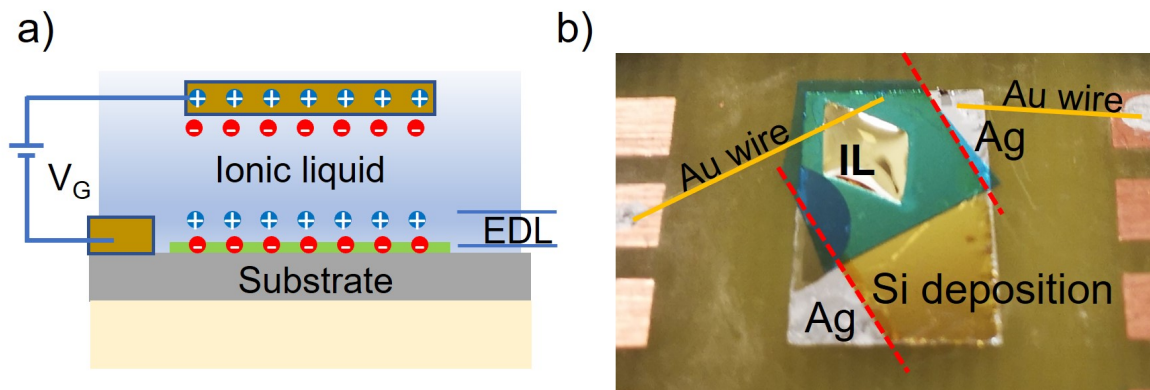 a)
V_G
Ionic liquid
EDL
Substrate
b)
Au wire
IL
Au wire
Ag
Si deposition
Ag